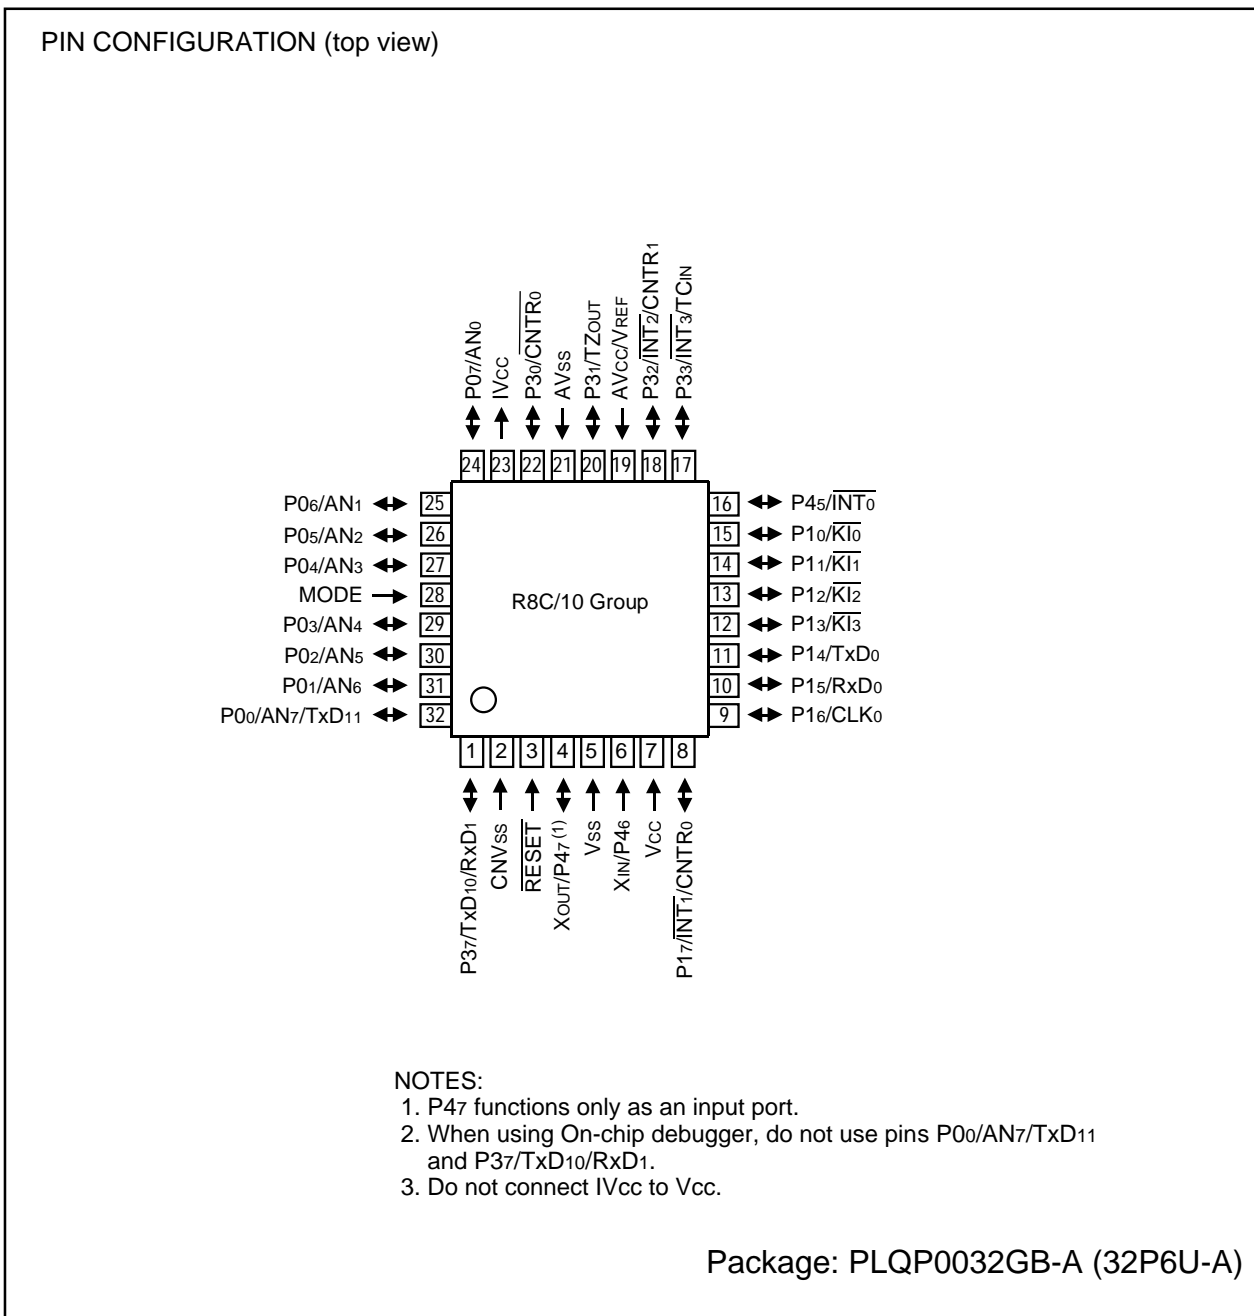 PIN CONFIGURATION (top view)
P07/AN0
IVcc
P30/CNTR0
AVss
P31/TZOUT
AVcc/VREF
P32/INT2/CNTR1
P33/INT3/TCIN
24 23 22 21 20 19 18 17
P06/AN1 25
P05/AN2 26
P04/AN3 27
MODE 28
P03/AN4 29
P02/AN5 30
P01/AN6 31
P00/AN7/TxD11 32
R8C/10 Group
16 P45/INT0
15 P10/KI0
14 P11/KI1
13 P12/KI2
12 P13/KI3
11 P14/TxD0
10 P15/RxD0
9 P16/CLK0
1 2 3 4 5 6 7 8
P37/TxD10/RxD1
CNVss
RESET
XOUT/P47 (1)
Vss
XIN/P46
Vcc
P17/INT1/CNTR0
NOTES:
1. P47 functions only as an input port.
2. When using On-chip debugger, do not use pins P00/AN7/TxD11
and P37/TxD10/RxD1.
3. Do not connect IVcc to Vcc.
Package: PLQP0032GB-A (32P6U-A)